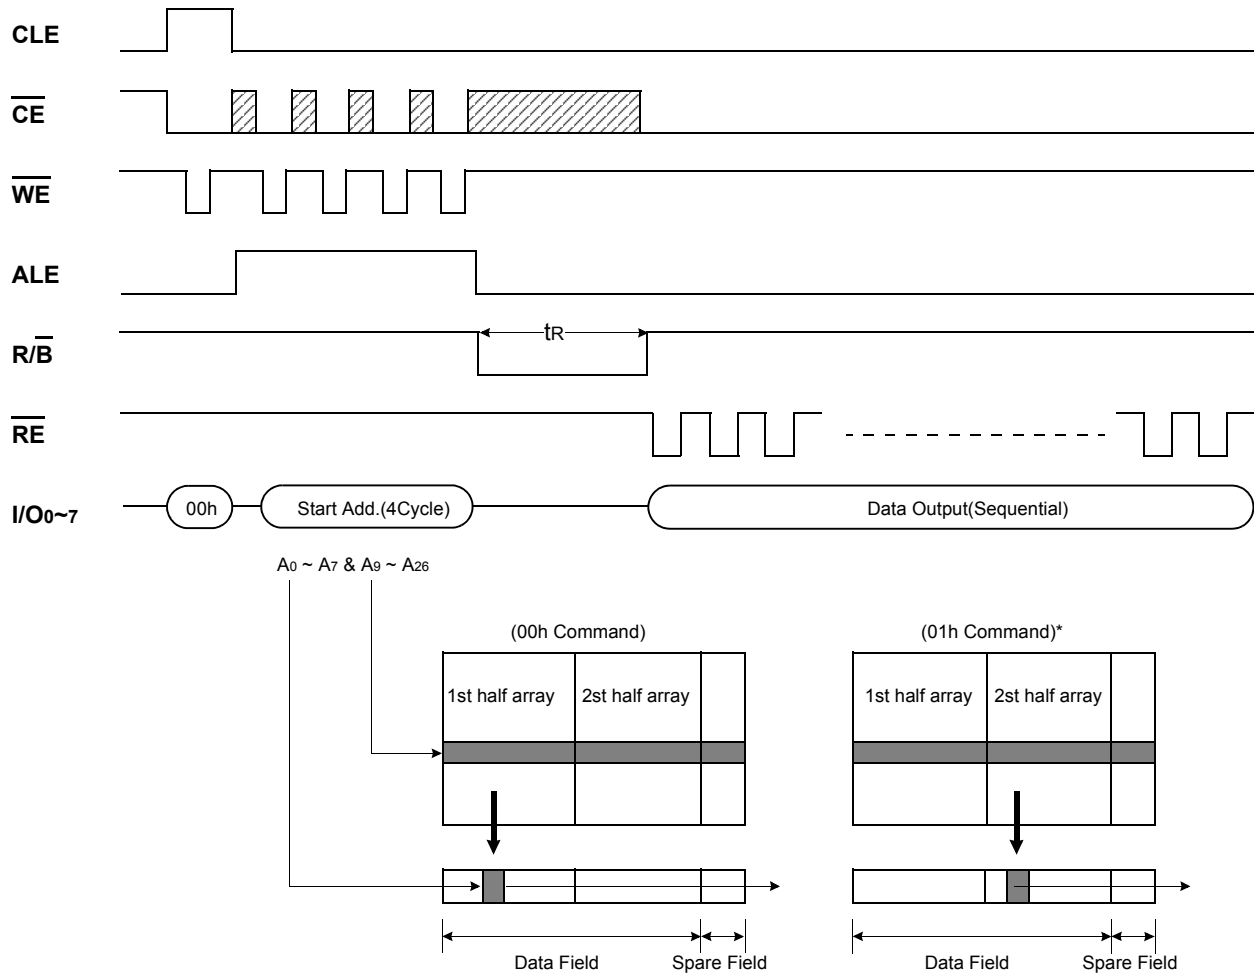 CLE
CE
WE
ALE
R/B
tR
RE
I/O0~7
00h
Start Add.(4Cycle)
Data Output(Sequential)
A0 ~ A7 & A9 ~ A26
(00h Command)
(01h Command)*
1st half array
2st half array
1st half array
2st half array
Data Field
Spare Field
Data Field
Spare Field